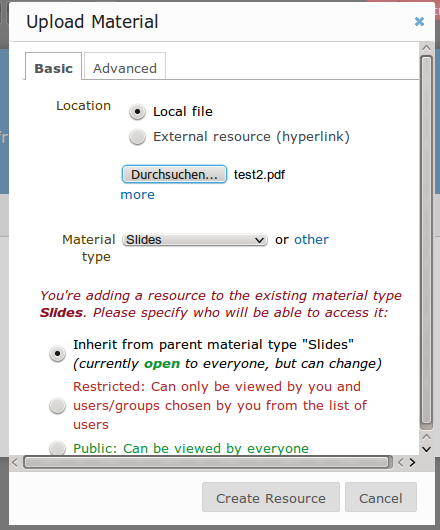 Upload Material
Basic
Advanced
Location
Local file
External resource (hyperlink)
Durchsuchen... test2.pdf
more
Material type
Slides
or other
You're adding a resource to the existing material type
Slides. Please specify who will be able to access it:
Inherit from parent material type "Slides"
(currently open to everyone, but can change)
Restricted: Can only be viewed by you and
users/groups chosen by you from the list of
users
Public: Can be viewed by everyone
Create Resource
Cancel